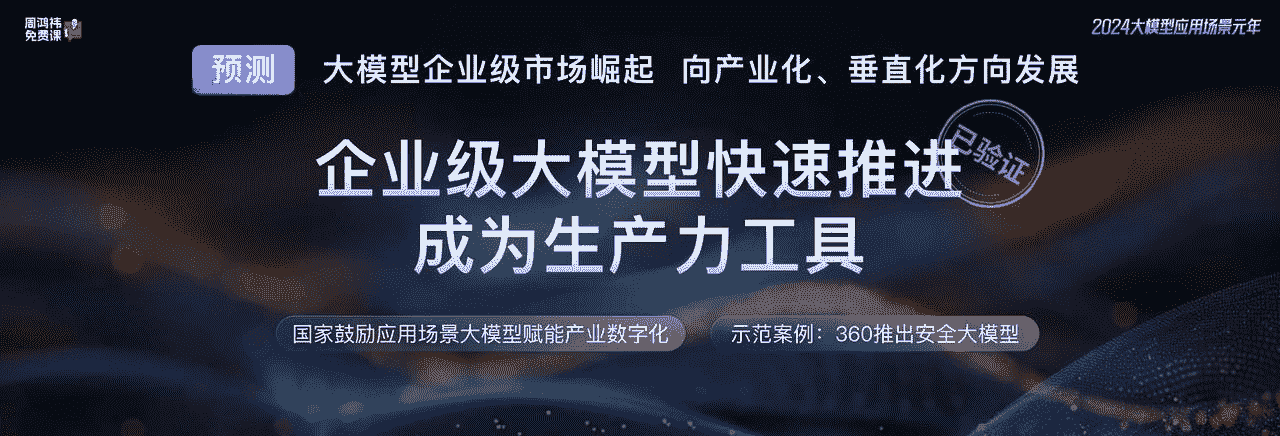 周鸿祎
免费课
2024大模型应用场景元年
预测
大模型企业级市场崛起 向产业化、垂直化方向发展
已验证
企业级大模型快速推进
成为生产力工具
国家鼓励应用场景大模型赋能产业数字化
示范案例：360推出安全大模型